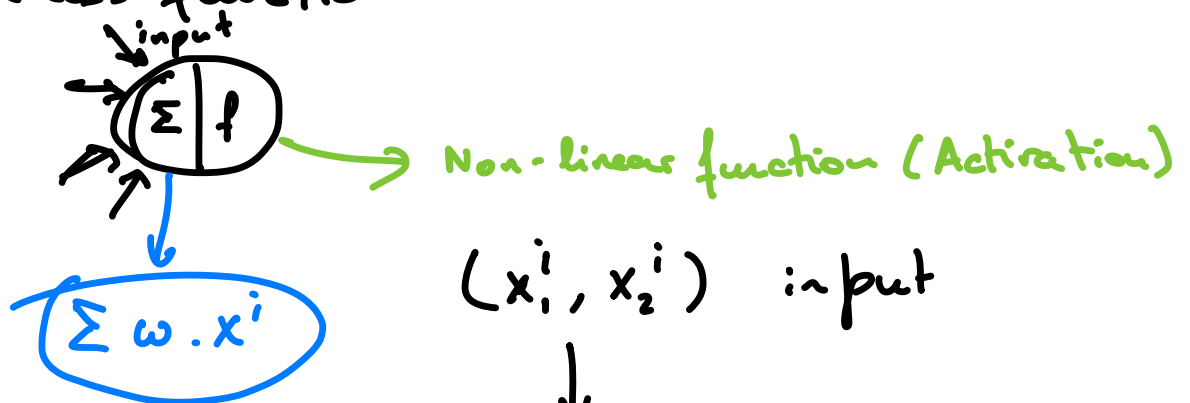 input
Σ f
Non-linear function (Activation)
(x₁ⁱ, x₂ⁱ) input
Σ ω . xⁱ